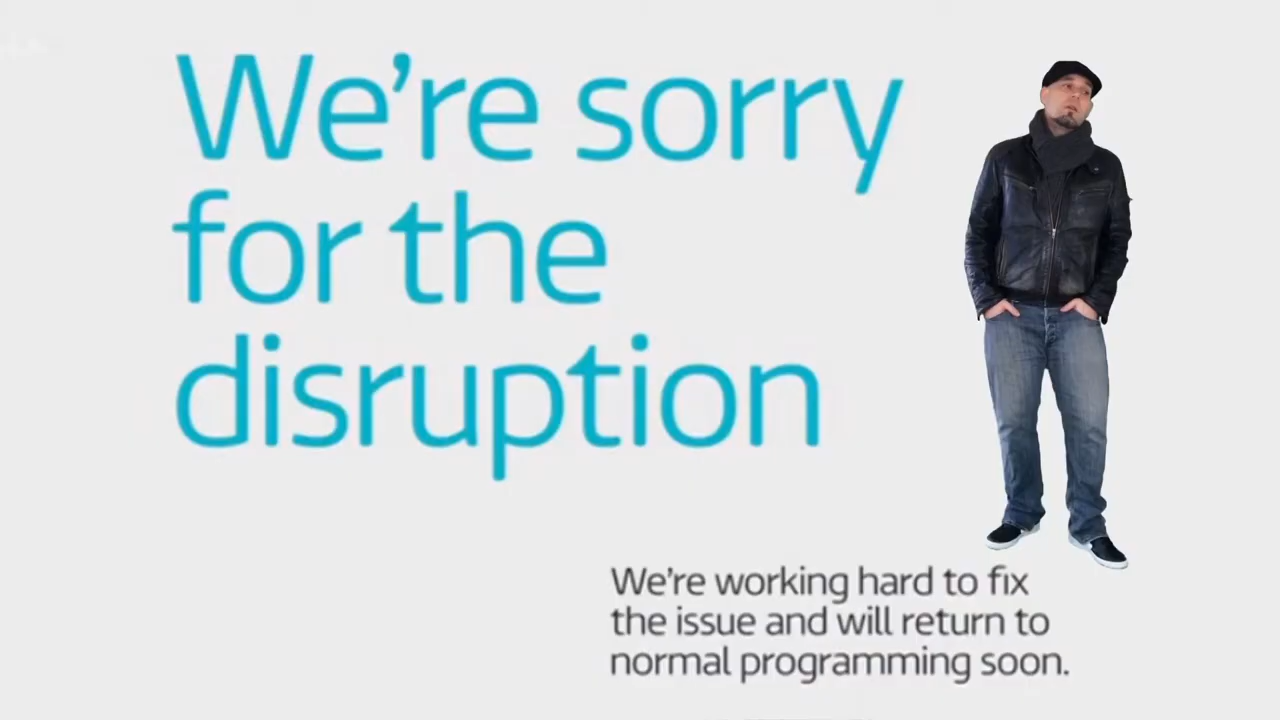 We're sorry
for the
disruption
We're working hard to fix
the issue and will return to
normal programming soon.